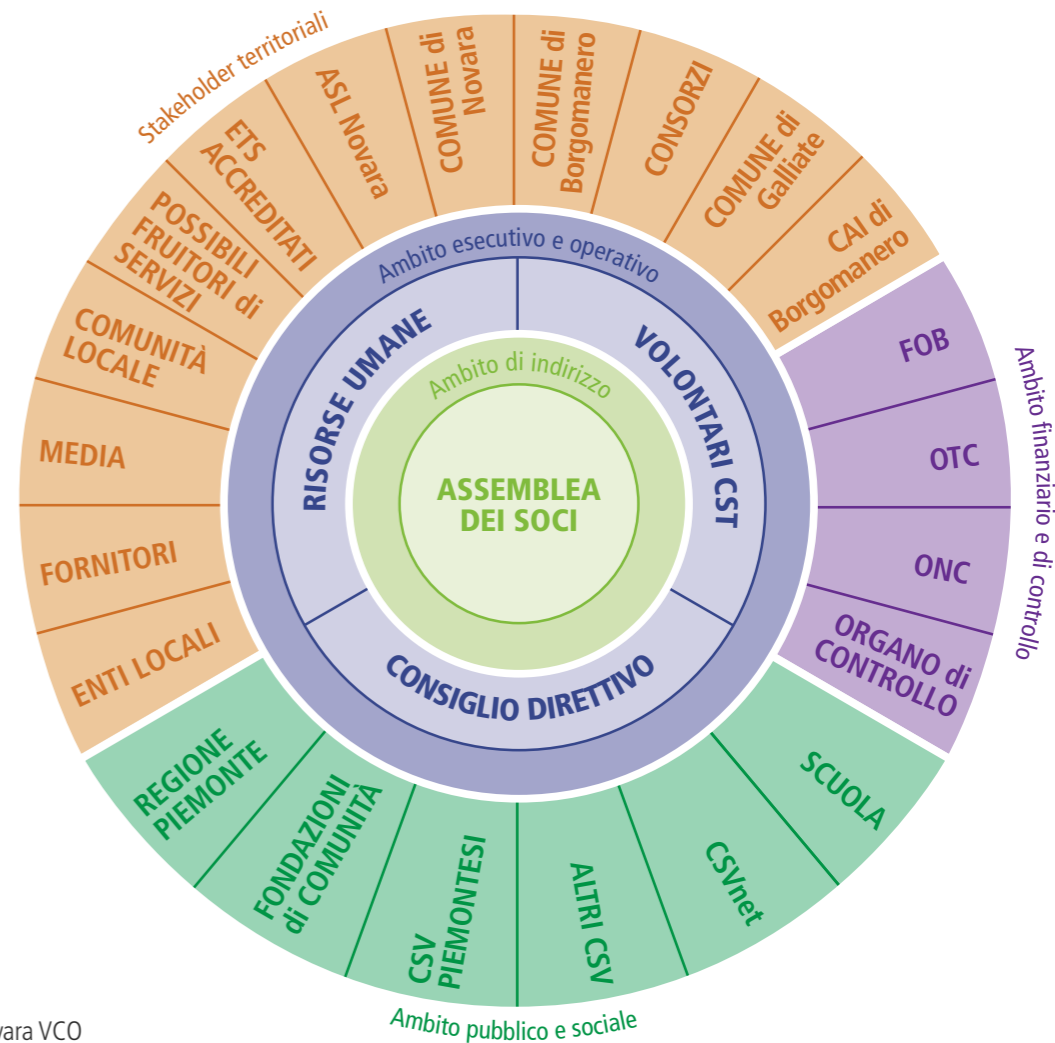 Stakeholder territoriali
ENTI LOCALI
FORNITORI
MEDIA
COMUNITÀ
LOCALE
POSSIBILI
FRUITORI di
SERVIZI
ETS
ACCREDITATI
ASL Novara
COMUNE di
Novara
COMUNE di
Borgomanero
CONSORZI
COMUNE di
Galliate
CAI di
Borgomanero
Ambito finanziario e di controllo
FOB
OTC
ONC
ORGANO di
CONTROLLO
Ambito esecutivo e operativo
RISORSE UMANE
VOLONTARI CST
CONSIGLIO DIRETTIVO
Ambito di indirizzo
ASSEMBLEA
DEI SOCI
REGIONE
PIEMONTE
FONDAZIONI
di COMUNITÀ
CSV
PIEMONTESI
ALTRI CSV
CSVnet
SCUOLA
Ambito pubblico e sociale
VCO